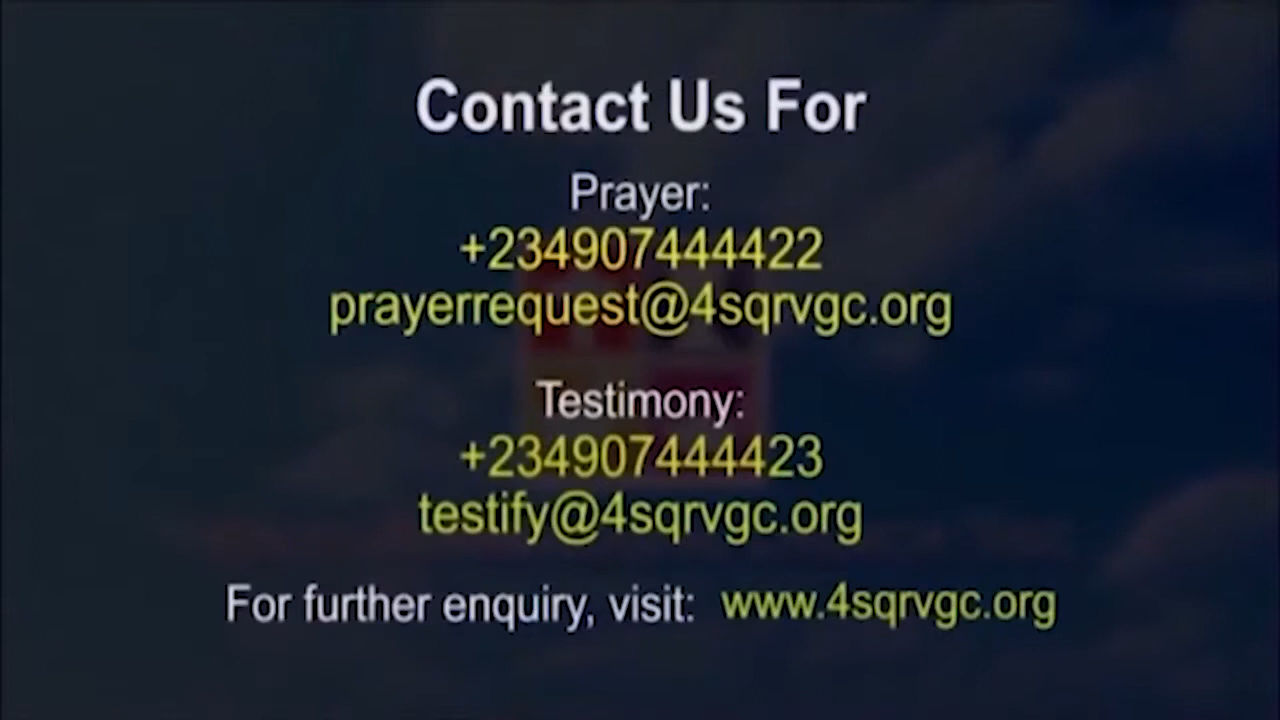 Contact Us For
Prayer:
+234907444422
prayerrequest@4sqrvgc.org
Testimony:
+234907444423
testify@4sqrvgc.org
For further enquiry, visit: www.4sqrvgc.org